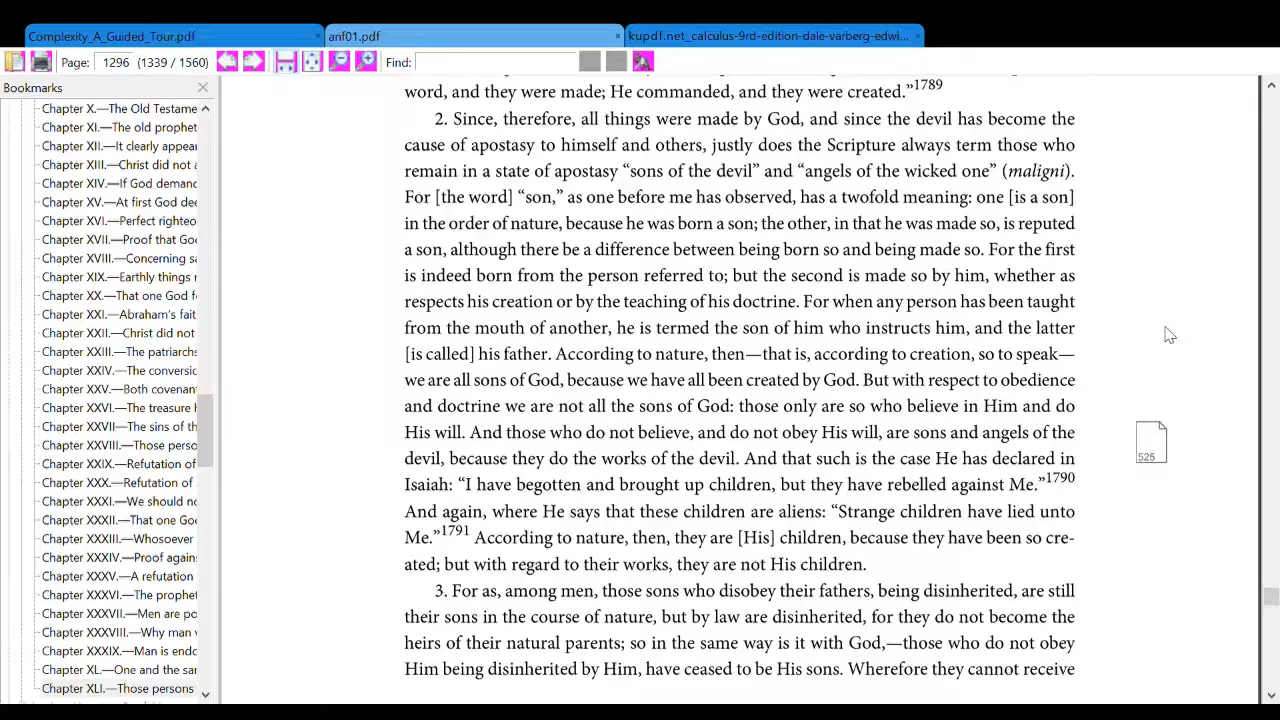 Complexity_A_Guided_Tour.pdf × anf01.pdf × kupdf.net_calculus-9rd-edition-dale-varberg-edwi... ×
Page: 1296 (1339 / 1560) Find:
Bookmarks
Chapter X.—The Old Testame
Chapter XI.—The old prophet
Chapter XII.—It clearly appear
Chapter XIII.—Christ did not a
Chapter XIV.—If God demand
Chapter XV.—At first God dee
Chapter XVI.—Perfect righteo
Chapter XVII.—Proof that God
Chapter XVIII.—Concerning sa
Chapter XIX.—Earthly things r
Chapter XX.—That one God f
Chapter XXI.—Abraham's fait
Chapter XXII.—Christ did not
Chapter XXIII.—The patriarchs
Chapter XXIV.—The conversic
Chapter XXV.—Both covenan
Chapter XXVI.—The treasure h
Chapter XXVII—The sins of th
Chapter XXVIII.—Those perso
Chapter XXIX.—Refutation of
Chapter XXX.—Refutation of
Chapter XXXI.—We should no
Chapter XXXII.—That one God
Chapter XXXIII.—Whosoever
Chapter XXXIV.—Proof agains
Chapter XXXV.—A refutation
Chapter XXXVI.—The prophet
Chapter XXXVII.—Men are po
Chapter XXXVIII.—Why man v
Chapter XXXIX.—Man is endo
Chapter XL.—One and the sar
Chapter XLI.—Those persons
word, and they were made; He commanded, and they were created.”1789
2. Since, therefore, all things were made by God, and since the devil has become the
cause of apostasy to himself and others, justly does the Scripture always term those who
remain in a state of apostasy “sons of the devil” and “angels of the wicked one” (maligni).
For [the word] “son,” as one before me has observed, has a twofold meaning: one [is a son]
in the order of nature, because he was born a son; the other, in that he was made so, is reputed
a son, although there be a difference between being born so and being made so. For the first
is indeed born from the person referred to; but the second is made so by him, whether as
respects his creation or by the teaching of his doctrine. For when any person has been taught
from the mouth of another, he is termed the son of him who instructs him, and the latter
[is called] his father. According to nature, then—that is, according to creation, so to speak—
we are all sons of God, because we have all been created by God. But with respect to obedience
and doctrine we are not all the sons of God: those only are so who believe in Him and do
His will. And those who do not believe, and do not obey His will, are sons and angels of the
devil, because they do the works of the devil. And that such is the case He has declared in
Isaiah: “I have begotten and brought up children, but they have rebelled against Me.”1790
And again, where He says that these children are aliens: “Strange children have lied unto
Me.”1791 According to nature, then, they are [His] children, because they have been so cre-
ated; but with regard to their works, they are not His children.
3. For as, among men, those sons who disobey their fathers, being disinherited, are still
their sons in the course of nature, but by law are disinherited, for they do not become the
heirs of their natural parents; so in the same way is it with God,—those who do not obey
Him being disinherited by Him, have ceased to be His sons. Wherefore they cannot receive
525